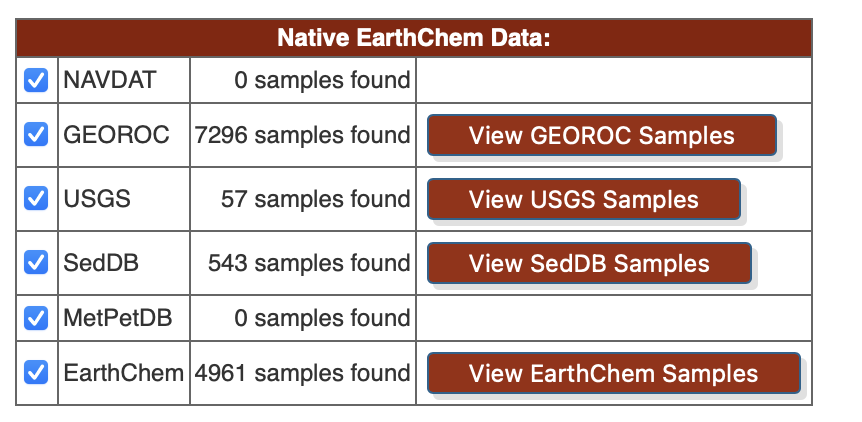 Native EarthChem Data:
NAVDAT 0 samples found
GEOROC 7296 samples found View GEOROC Samples
USGS 57 samples found View USGS Samples
SedDB 543 samples found View SedDB Samples
MetPetDB 0 samples found
EarthChem 4961 samples found View EarthChem Samples